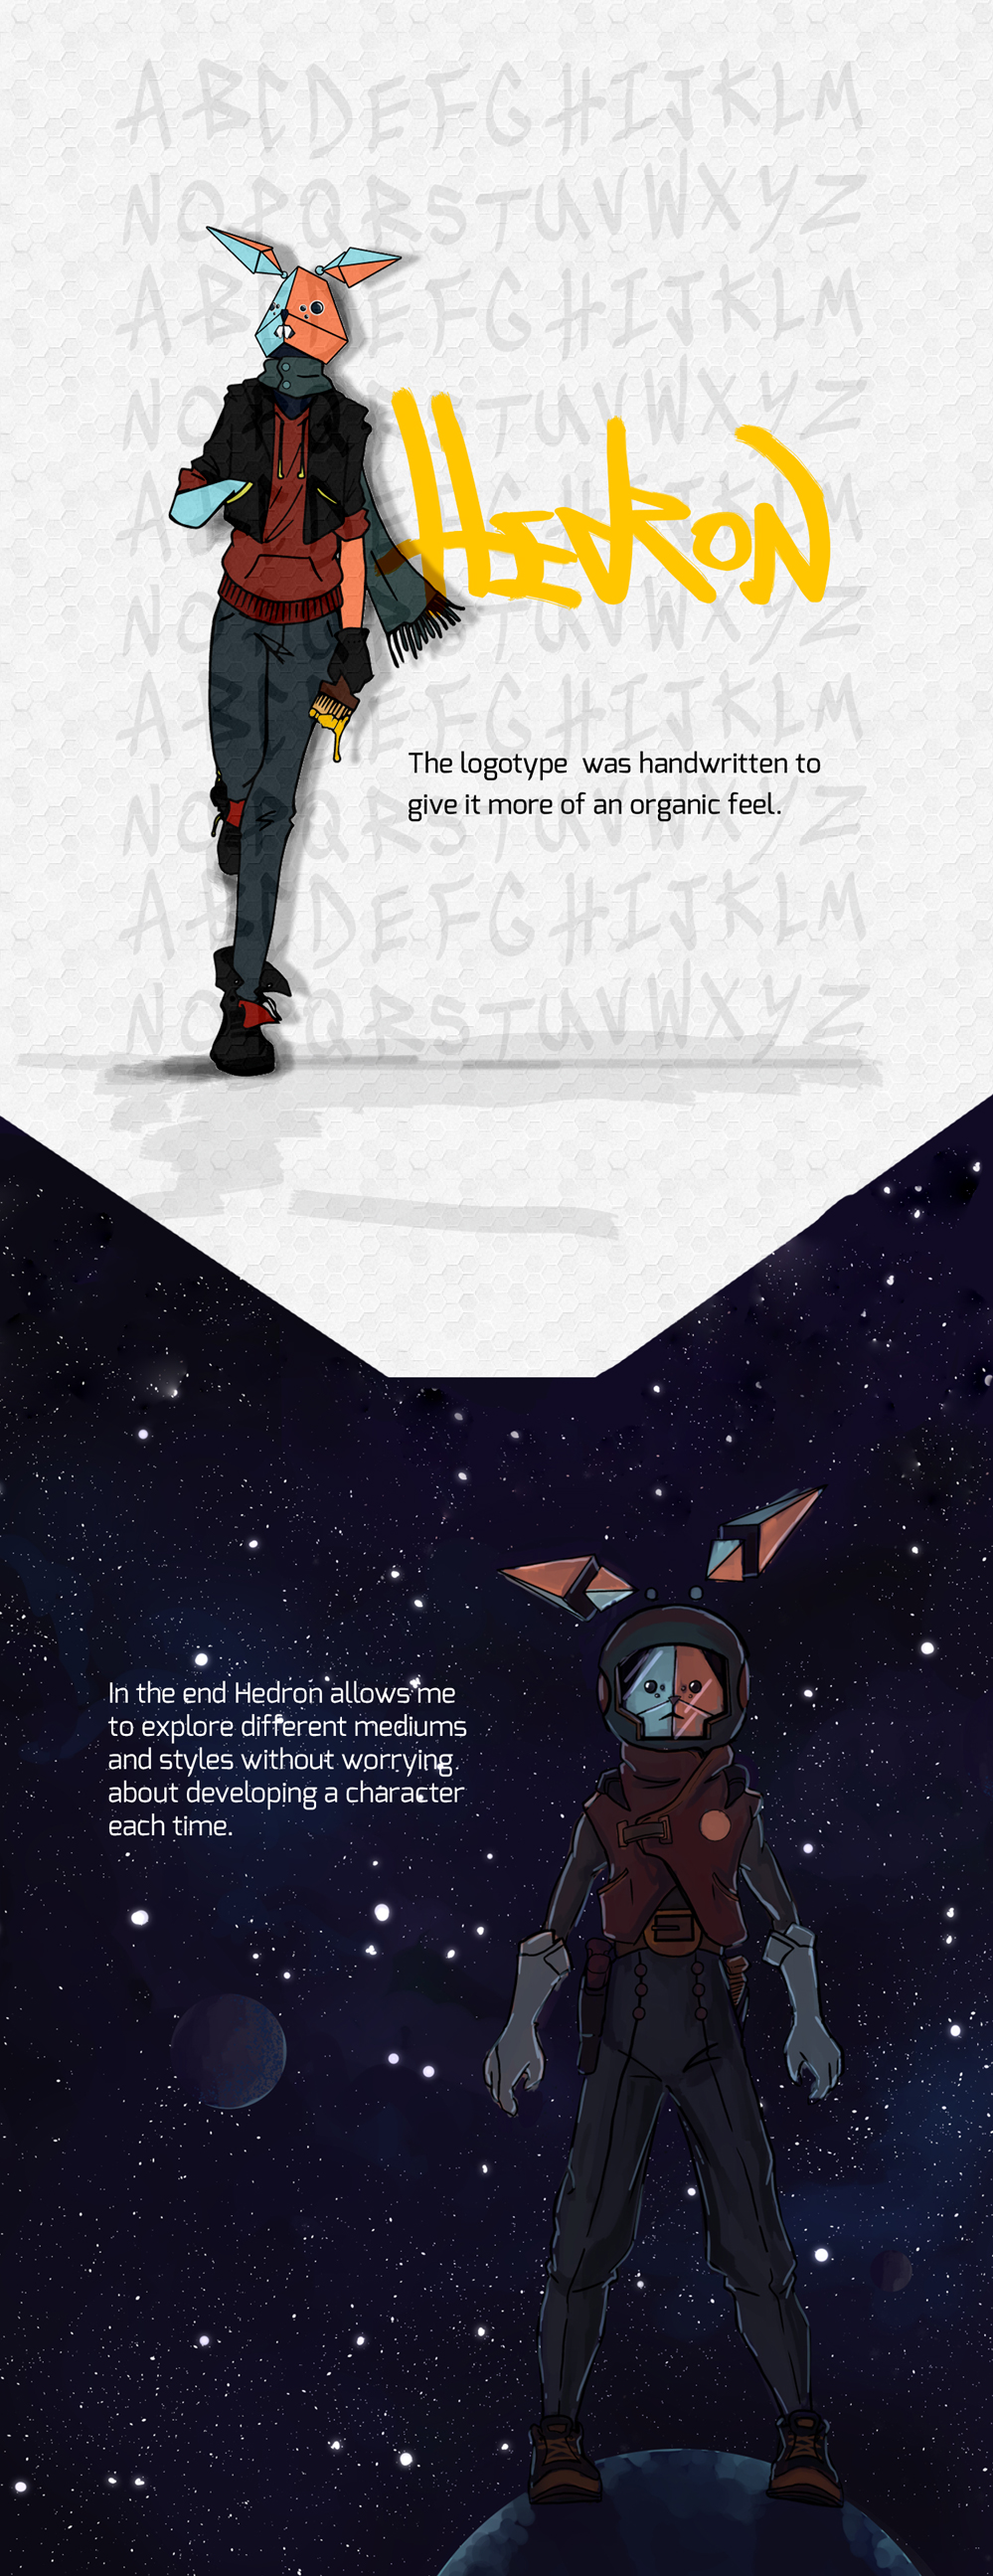 ABCDEFGHIJKLM
NOPQRSTUVWXYZ
ABCDEFGHIJKLM
NOPQRSTUVWXYZ
HEDRON
ABCDEFGHIJKLM
NOPQRSTUVWXYZ
ABCDEFGHIJKLM
The logotype was handwritten to
give it more of an organic feel.
NOPQRSTUVWXYZ
ABCDEFGHIJKLM
NOPQRSTUVWXYZ
In the end Hedron allows me
to explore different mediums
and styles without worrying
about developing a character
each time.